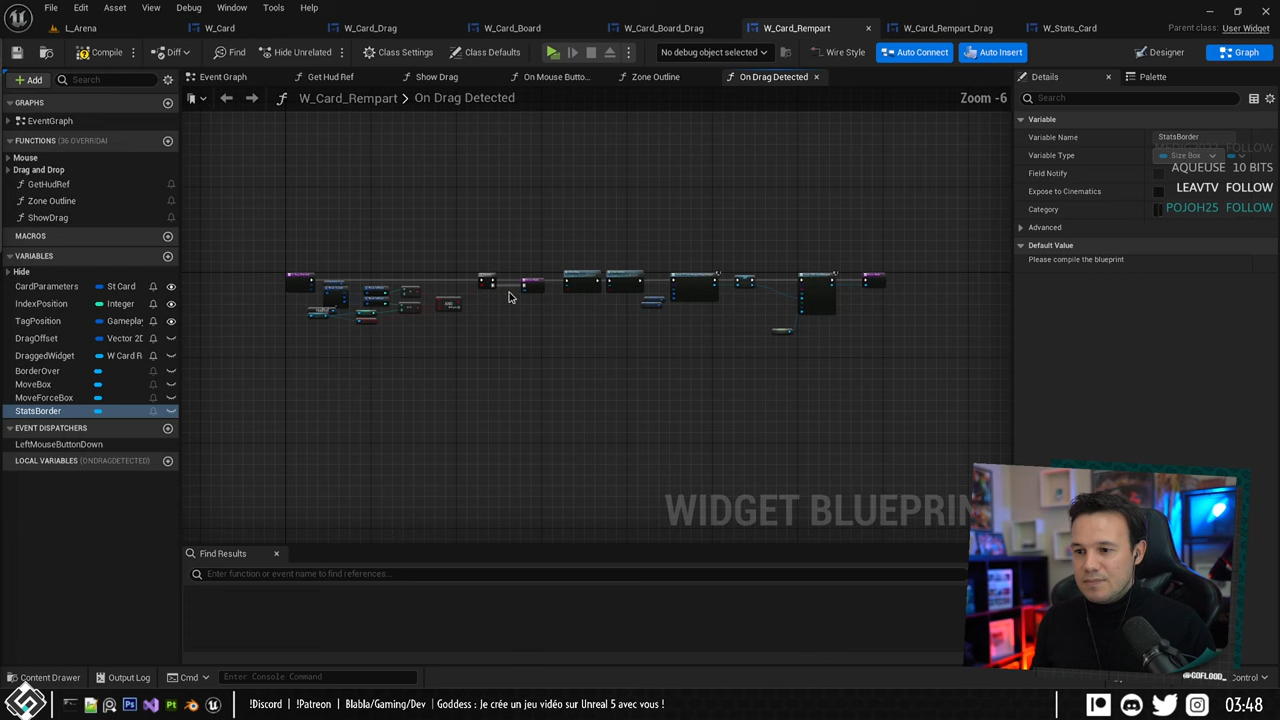 File Edit Asset View Debug Window Tools Help
L_Arena W_Card W_Card_Drag W_Card_Board W_Card_Board_Drag W_Card_Rempart W_Card_Rempart_Drag W_Stats_Card Parent class: User Widget
Compile Diff Find Hide Unrelated Class Settings Class Defaults No debug object selected Wire Style Auto Connect Auto Insert Designer Graph
Add Search Event Graph Get Hud Ref Show Drag On Mouse Butto... Zone Outline On Drag Detected Details Palette
W_Card_Rempart On Drag Detected Zoom -6 Search
GRAPHS
EventGraph
FUNCTIONS (36 OVERRIDAI
Mouse
Drag and Drop
GetHudRef
Zone Outline
ShowDrag
MACROS
VARIABLES
Hide
CardParameters St Card
IndexPosition Integer
TagPosition Gameplay
DragOffset Vector 2D
DraggedWidget W Card R
BorderOver
MoveBox
MoveForceBox
StatsBorder
EVENT DISPATCHERS
LeftMouseButtonDown
LOCAL VARIABLES (ONDRAGDETECTED)
Variable
Variable Name StatsBorder
Variable Type Size Box
Field Notify
Expose to Cinematics
Category
Advanced
Default Value
Please compile the blueprint
FOLLOW
AQUEUSE 10 BITS
LEAVTV FOLLOW
POJOH25 FOLLOW
WIDGET BLUEPRIN
Find Results
Enter function or event name to find references...
Content Drawer Output Log Cmd Enter Console Command
GOFLOOD_
!Discord | !Patreon | Blabla/Gaming/Dev | Goddess : Je crée un jeu vidéo sur Unreal 5 avec vous ! 03:48